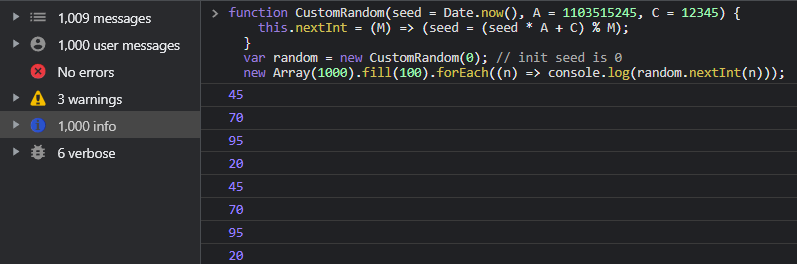 1,009 messages
1,000 user messages
No errors
3 warnings
1,000 info
6 verbose
> function CustomRandom(seed = Date.now(), A = 1103515245, C = 12345) {
this.nextInt = (M) => (seed = (seed * A + C) % M);
}
var random = new CustomRandom(0); // init seed is 0
new Array(1000).fill(100).forEach((n) => console.log(random.nextInt(n)));
45
70
95
20
45
70
95
20